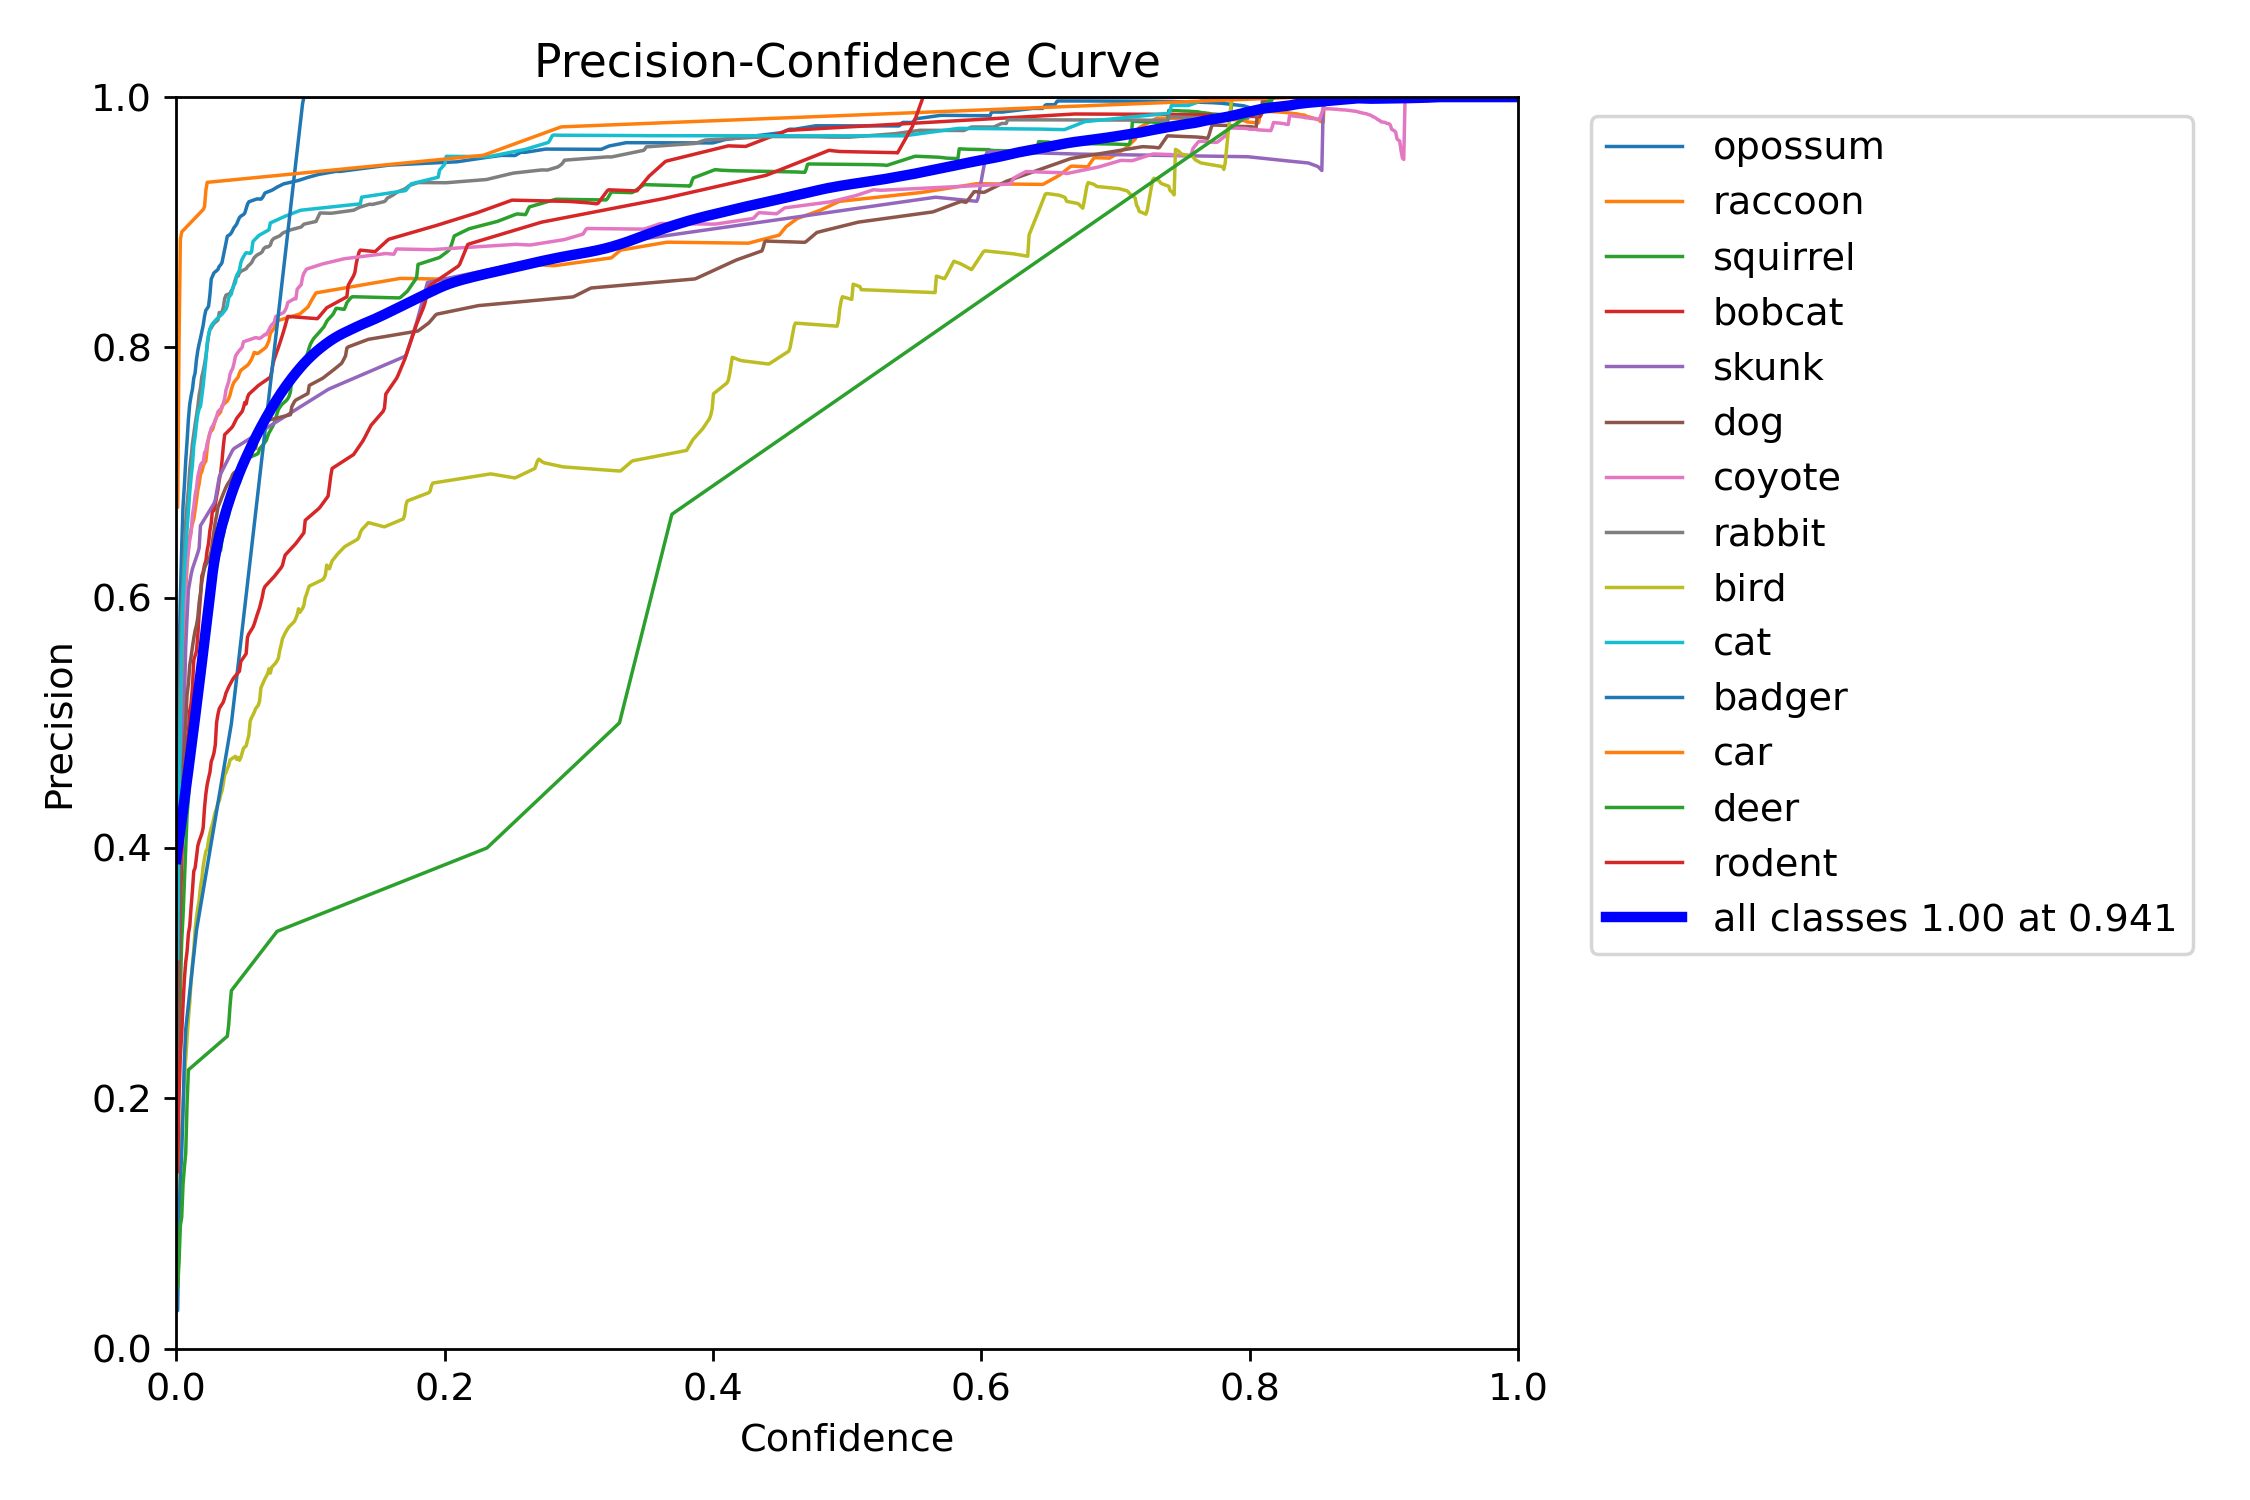 Precision-Confidence Curve
1.0
0.8
0.6
0.4
0.2
0.0
Precision
0.0 0.2 0.4 0.6 0.8 1.0
Confidence
opossum
raccoon
squirrel
bobcat
skunk
dog
coyote
rabbit
bird
cat
badger
car
deer
rodent
all classes 1.00 at 0.941